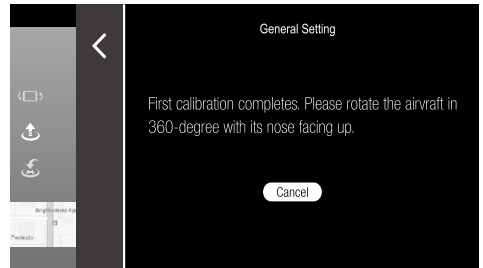 General Setting
First calibration completes. Please rotate the airvraft in
360-degree with its nose facing up.
Cancel